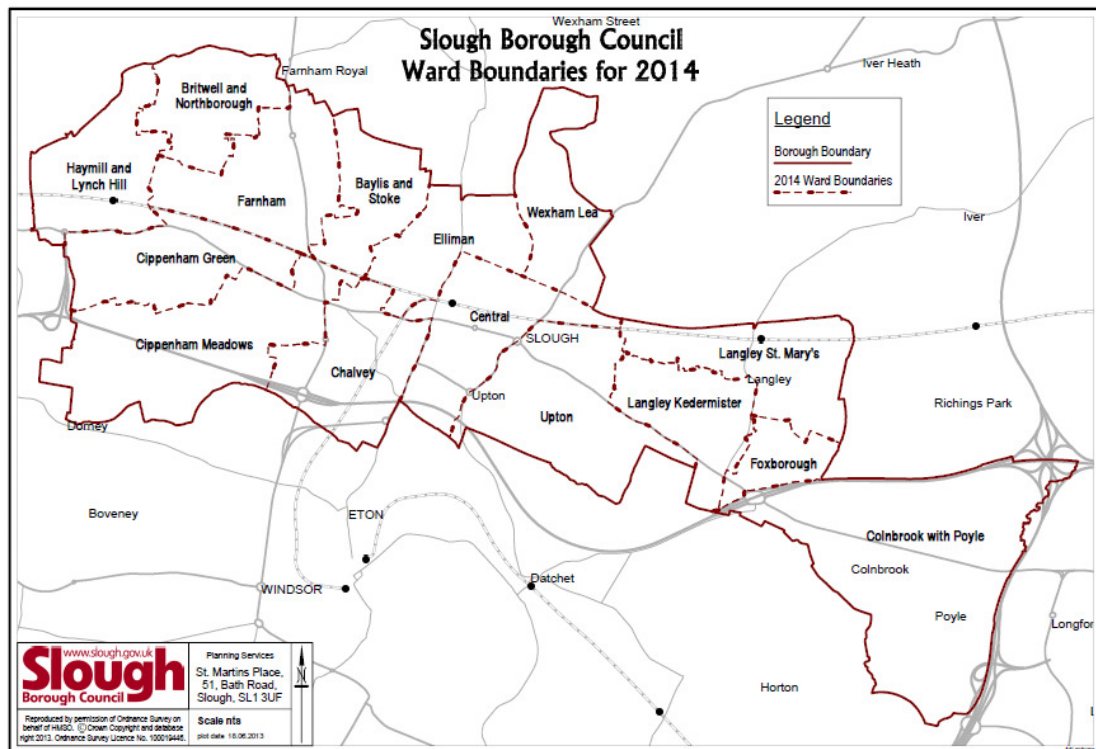 Wexham Street
Slough Borough Council
Ward Boundaries for 2014
Farnham Royal
Iver Heath
Britwell and
Northborough
Legend
Borough Boundary
2014 Ward Boundaries
Haymill and
Lynch Hill
Baylis and
Stoke
Farnham
Wexham Lea
Iver
Elliman
Cippenham Green
Central
SLOUGH
Cippenham Meadows
Langley St. Mary's
Chalvey
Langley
Upton
Langley Kedermister
Richings Park
Upton
Dorney
Foxborough
Boveney
ETON
Colnbrook with Poyle
Colnbrook
Datchet
WINDSOR
Poyle
Longfor
Horton
L
www.slough.gov.uk
Slough
Borough Council
Planning Services
St. Martins Place,
51, Bath Road,
Slough, SL1 3UF
N
Reproduced by permission of Ordnance Survey on
behalf of HMSO. © Crown Copyright and database
right 2013. Ordnance Survey Licence No. 100019446.
Scale nts
plot date 18.06.2013